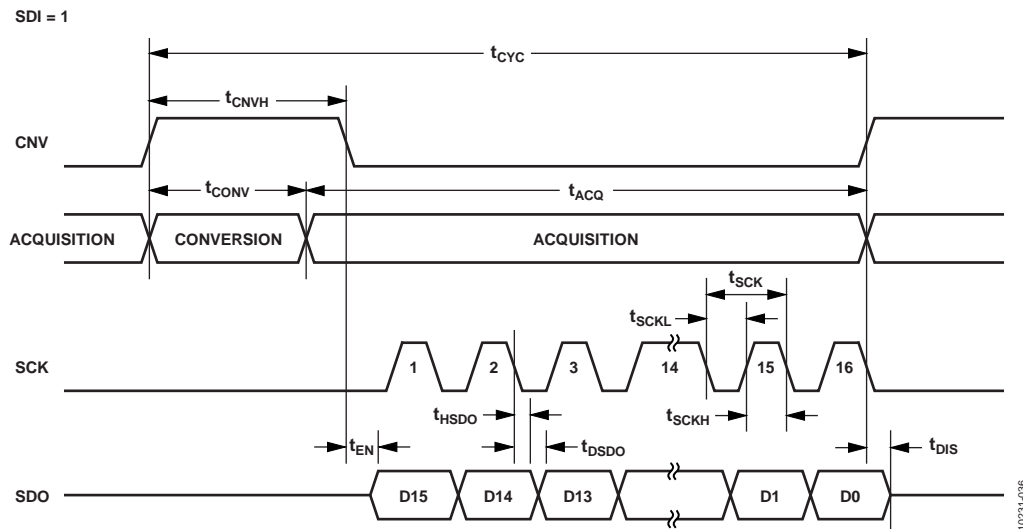 SDI = 1
tCYC
tCNVH
CNV
tCONV
tACQ
ACQUISITION
CONVERSION
ACQUISITION
tSCK
tSCKL
SCK
1
2
3
14
15
16
tHSDO
tSCKH
tEN
tDSDO
tDIS
SDO
D15
D14
D13
D1
D0
10231-036